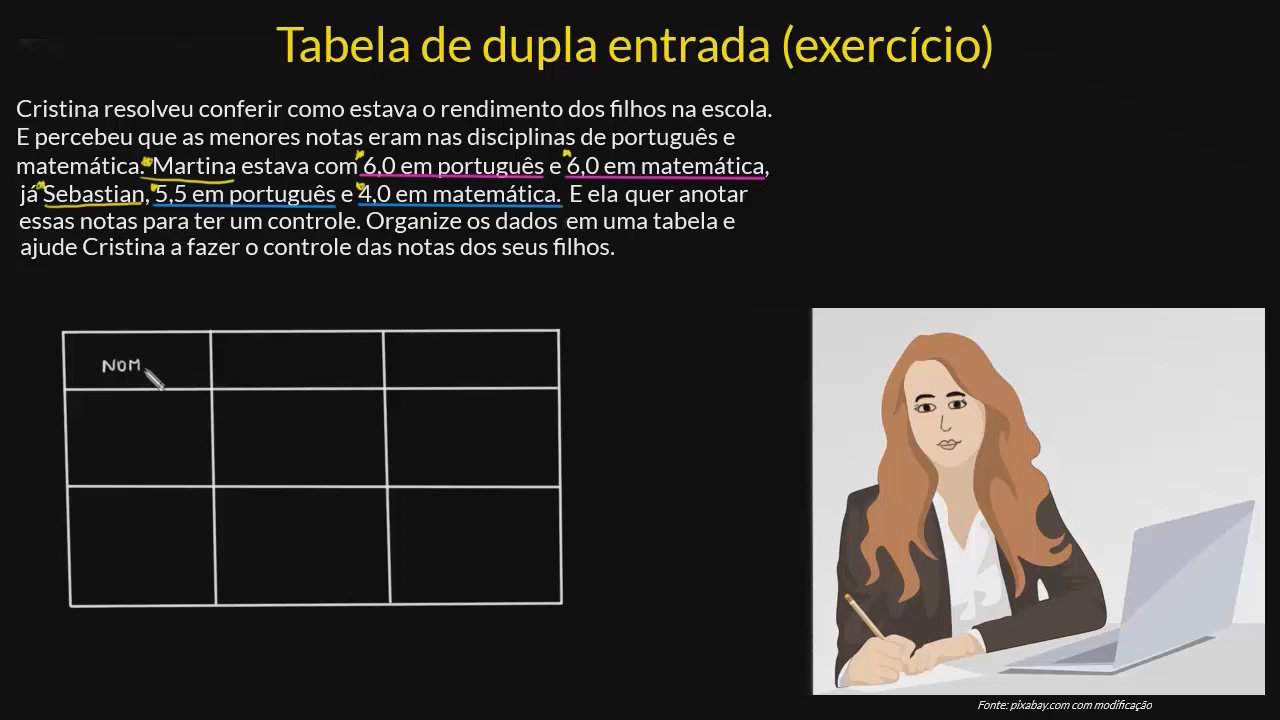 Tabela de dupla entrada (exercício)
Cristina resolveu conferir como estava o rendimento dos filhos na escola.
E percebeu que as menores notas eram nas disciplinas de português e
matemática. Martina estava com 6,0 em português e 6,0 em matemática,
já Sebastian, 5,5 em português e 4,0 em matemática. E ela quer anotar
essas notas para ter um controle. Organize os dados em uma tabela e
ajude Cristina a fazer o controle das notas dos seus filhos.
NOM
Fonte: pixabay.com com modificação